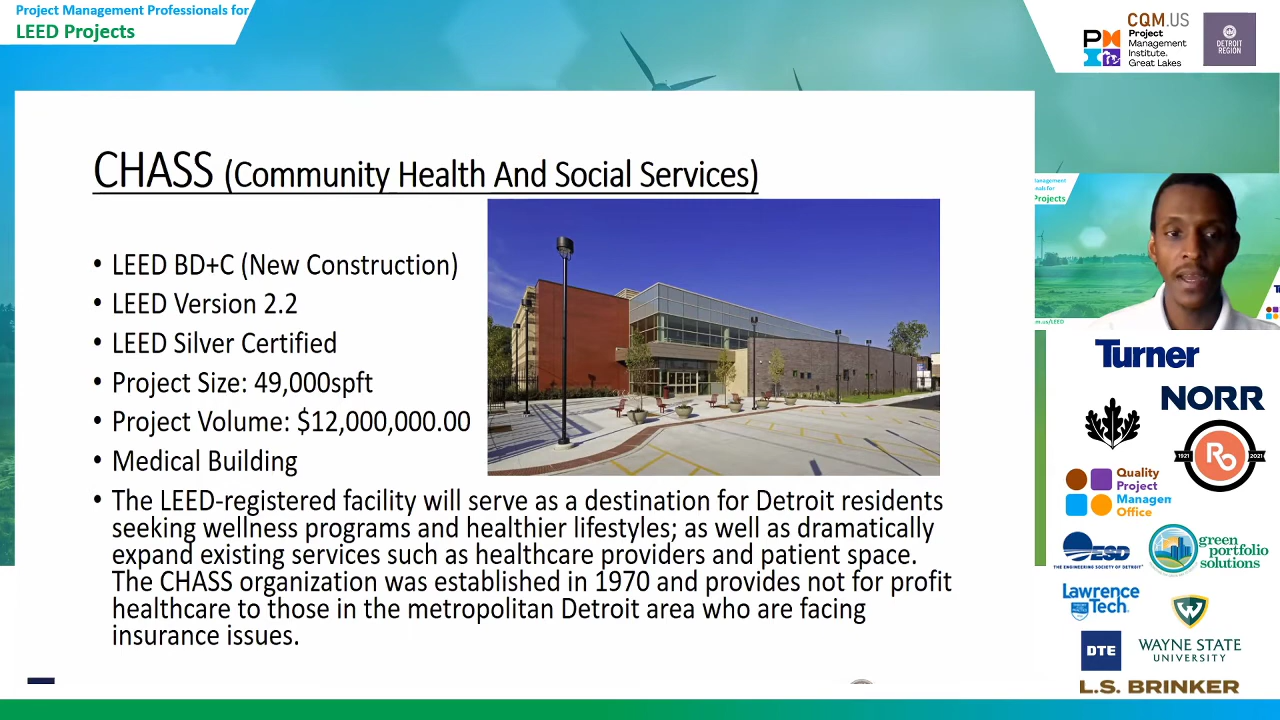 Project Management Professionals for
LEED Projects
CQM.US
Project
Management
Institute.
Great Lakes
DETROIT
REGION
CHASS (Community Health And Social Services)
• LEED BD+C (New Construction)
• LEED Version 2.2
• LEED Silver Certified
• Project Size: 49,000spft
• Project Volume: $12,000,000.00
• Medical Building
• The LEED-registered facility will serve as a destination for Detroit residents
seeking wellness programs and healthier lifestyles; as well as dramatically
expand existing services such as healthcare providers and patient space.
The CHASS organization was established in 1970 and provides not for profit
healthcare to those in the metropolitan Detroit area who are facing
insurance issues.
Projects
Turner
NORR
1921
Ro
2021
Quality
Project
Managen
Office
ESD
THE ENGINEERING SOCIETY OF DETROIT
green
portfolio
solutions
Lawrence
Tech
W
DTE
WAYNE STATE
UNIVERSITY
L.S. BRINKER